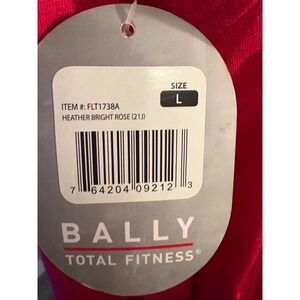 SIZE
L
ITEM #: FLT1738A
HEATHER BRIGHT ROSE (21J)
7 64204 09212 3
BALLY
TOTAL FITNESS®